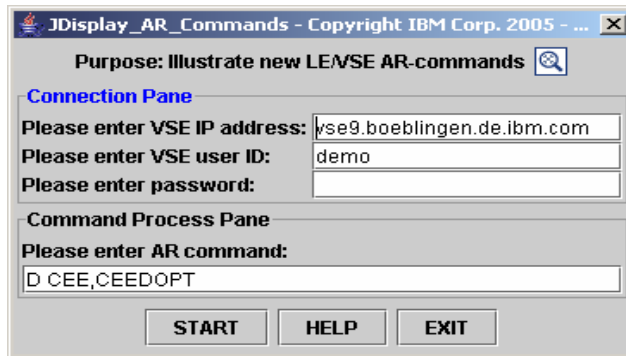 JDisplay_AR_Commands - Copyright IBM Corp. 2005 - ...
Purpose: Illustrate new LE/VSE AR-commands
Connection Pane
Please enter VSE IP address: vse9.boeblingen.de.ibm.com
Please enter VSE user ID: demo
Please enter password:
Command Process Pane
Please enter AR command:
D CEE,CEEDOPT
START HELP EXIT